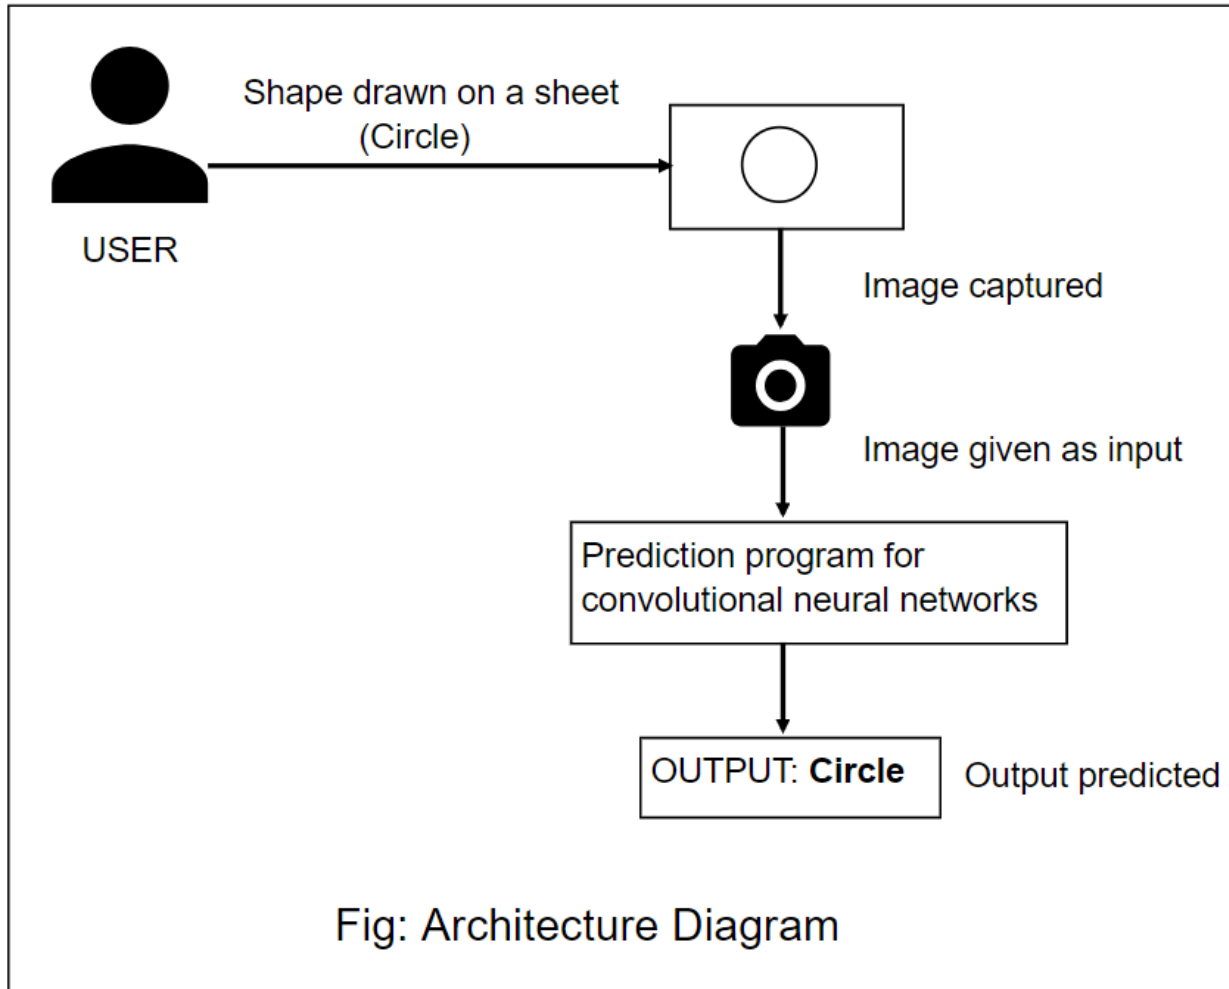 Shape drawn on a sheet
(Circle)
USER
Image captured
Image given as input
Prediction program for
convolutional neural networks
OUTPUT: Circle
Output predicted
Fig: Architecture Diagram